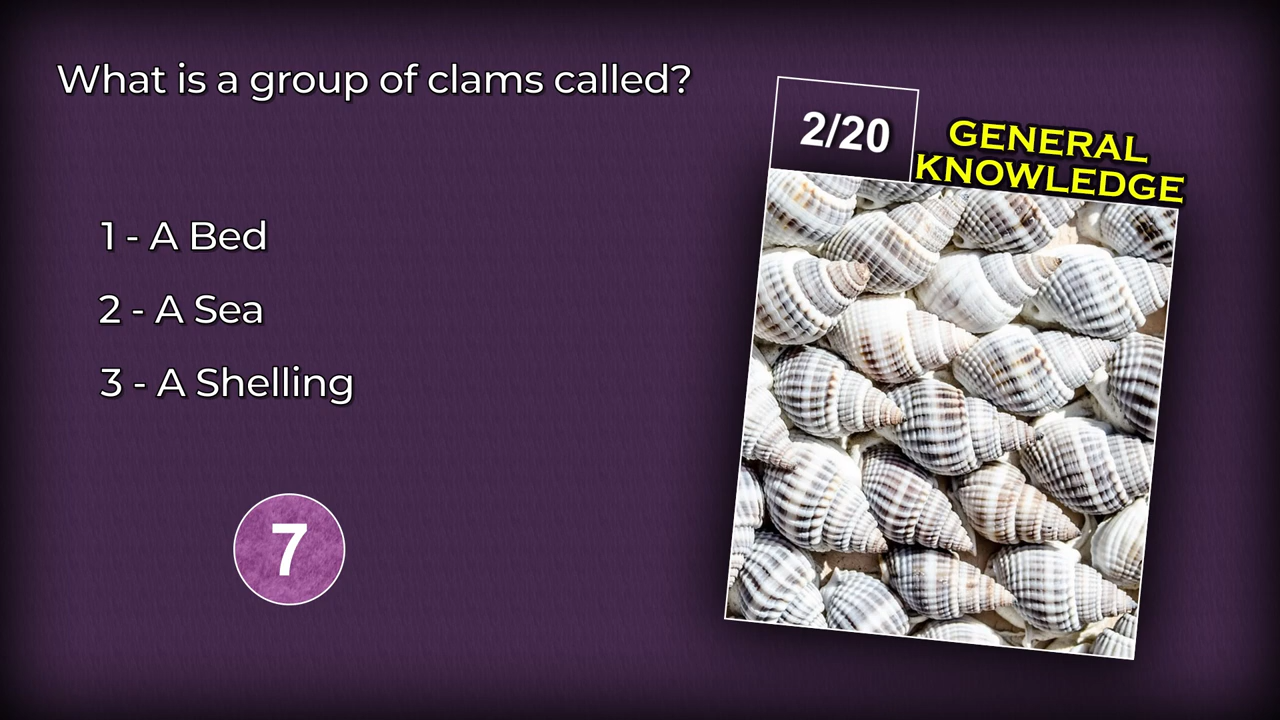 What is a group of clams called?
2/20
GENERAL
KNOWLEDGE
1 - A Bed
2 - A Sea
3 - A Shelling
7